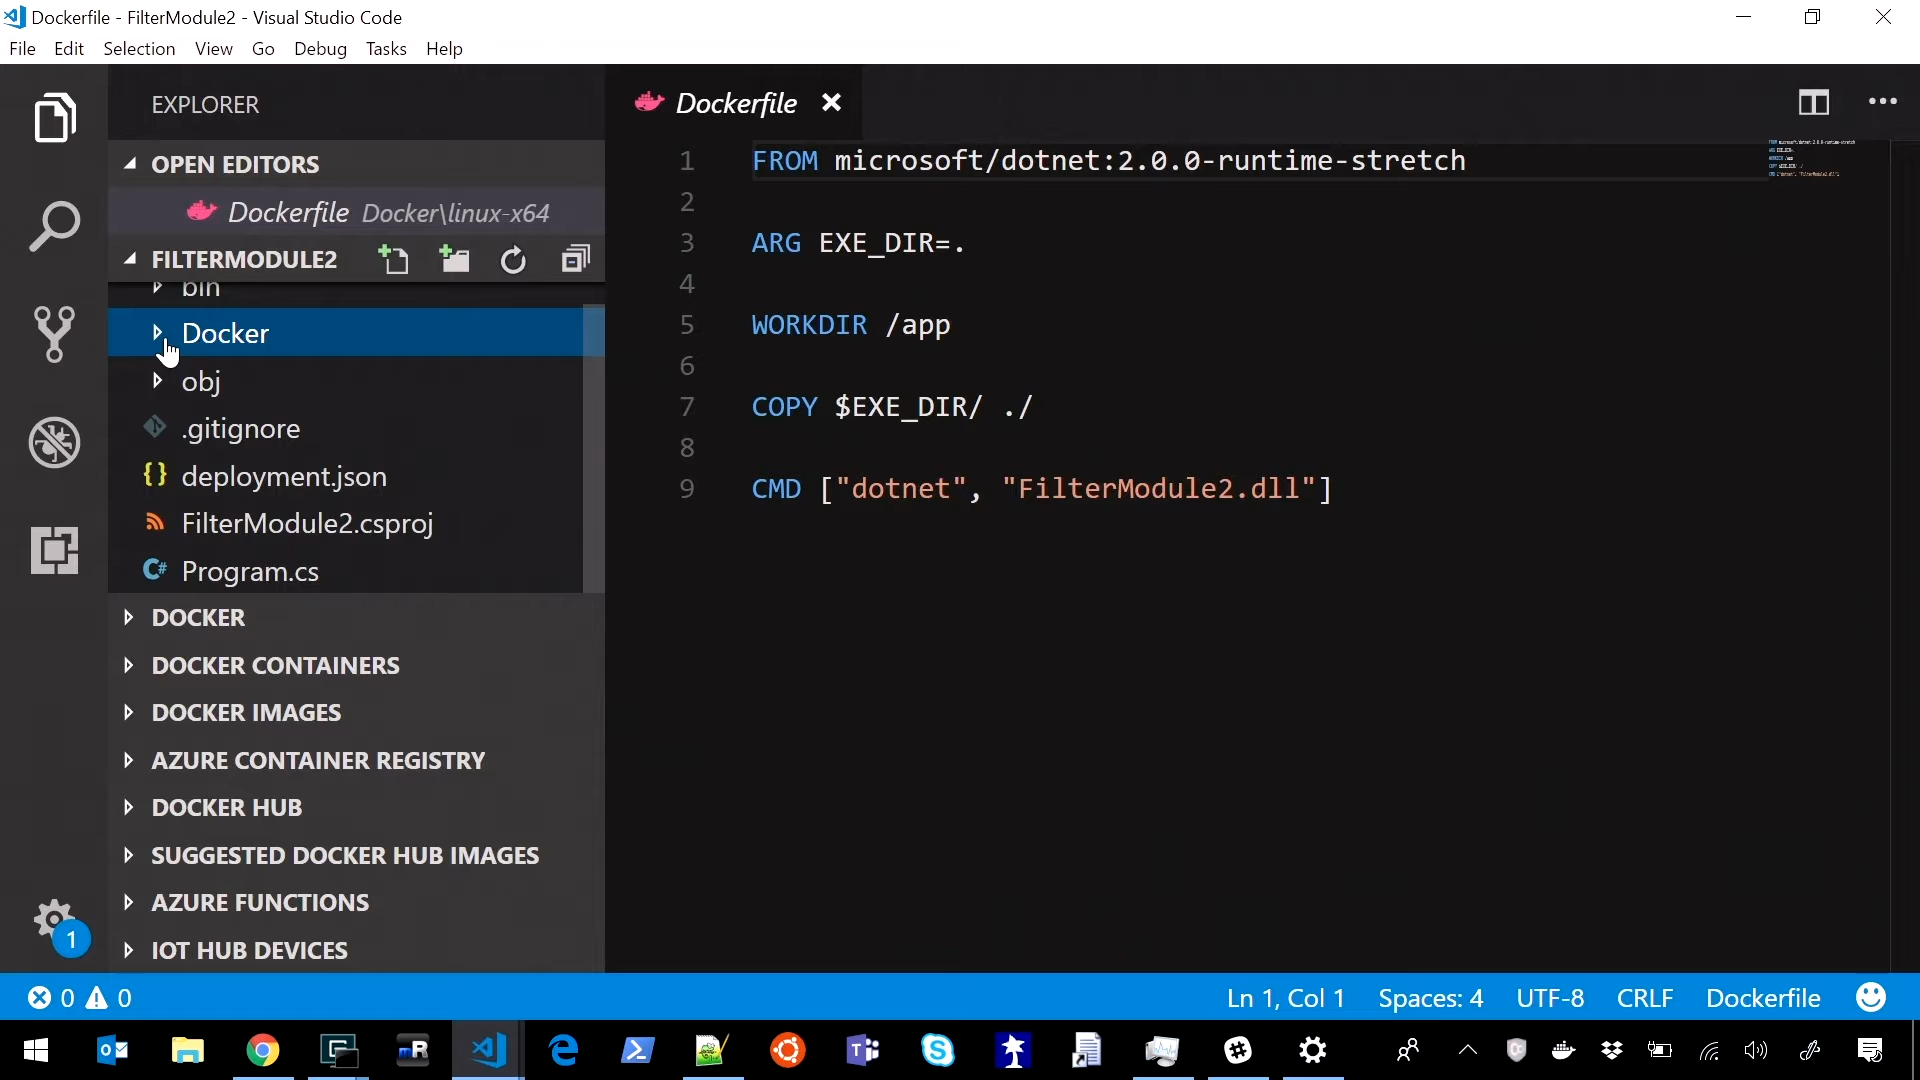 Dockerfile - FilterModule2 - Visual Studio Code
File Edit Selection View Go Debug Tasks Help
EXPLORER
OPEN EDITORS
Dockerfile Docker\linux-x64
FILTERMODULE2
bin
Docker
obj
.gitignore
deployment.json
FilterModule2.csproj
C# Program.cs
DOCKER
DOCKER CONTAINERS
DOCKER IMAGES
AZURE CONTAINER REGISTRY
DOCKER HUB
SUGGESTED DOCKER HUB IMAGES
AZURE FUNCTIONS
IOT HUB DEVICES
1
Dockerfile
1 FROM microsoft/dotnet:2.0.0-runtime-stretch
2
3 ARG EXE_DIR=.
4
5 WORKDIR /app
6
7 COPY $EXE_DIR/ ./
8
9 CMD ["dotnet", "FilterModule2.dll"]
0 0 Ln 1, Col 1 Spaces: 4 UTF-8 CRLF Dockerfile